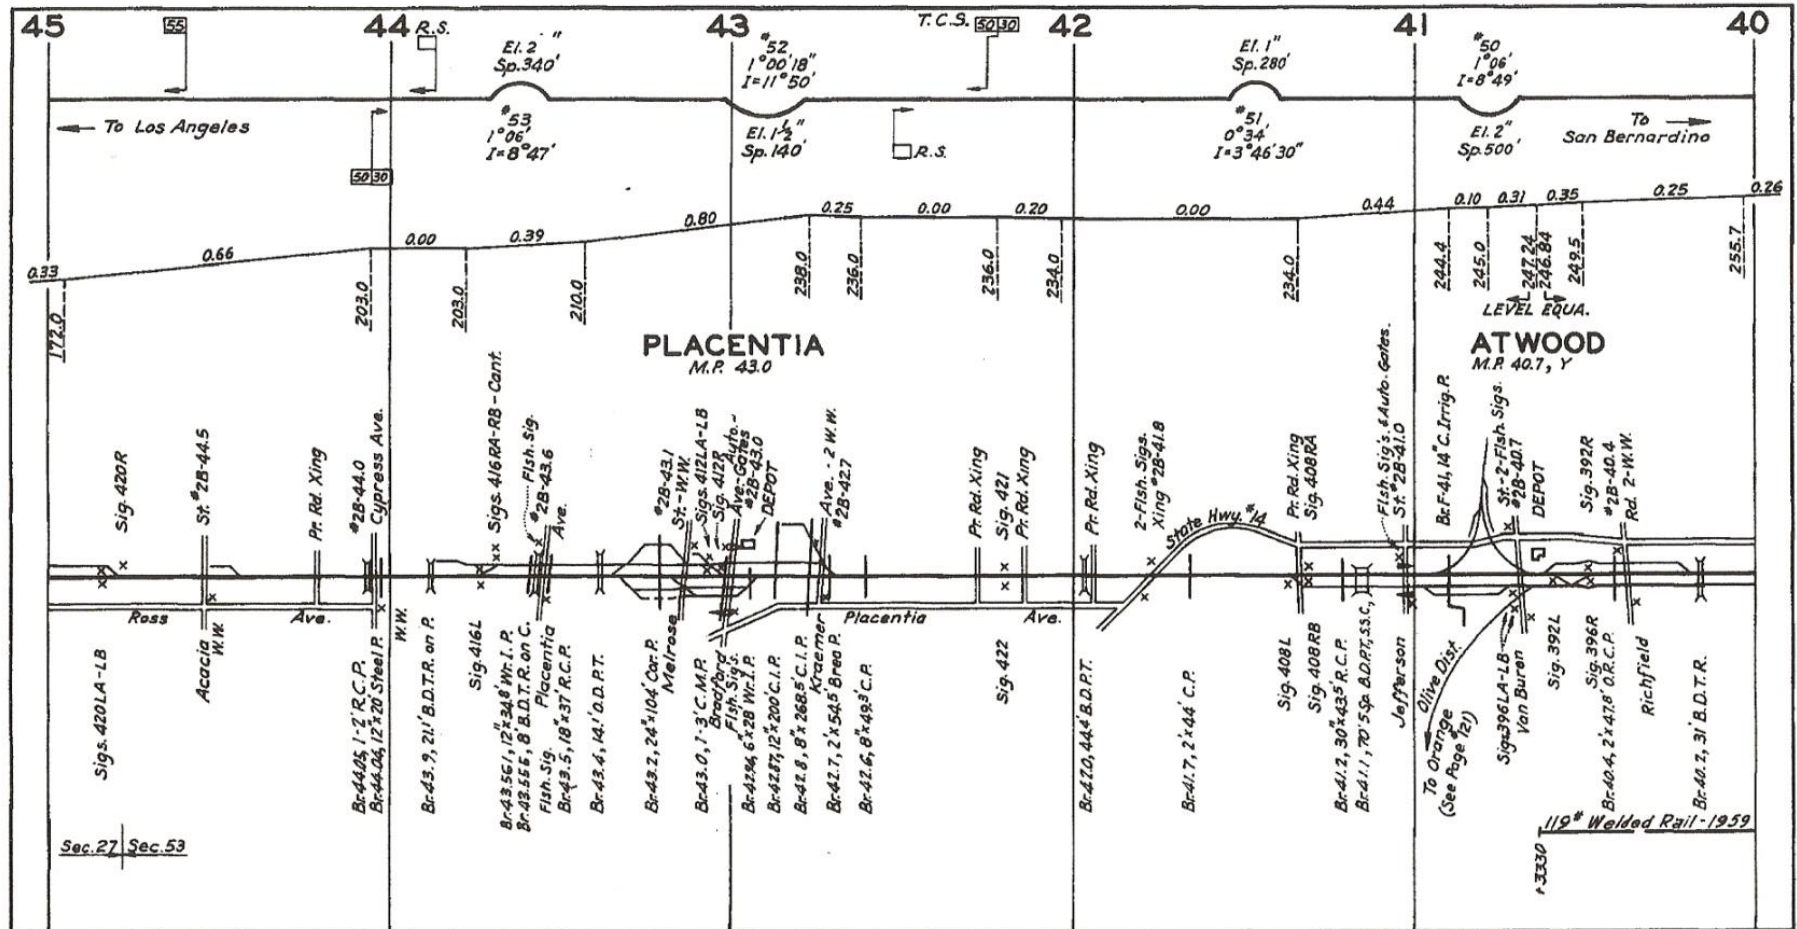 45
55
44
R.S.
El. 2"
Sp. 340'
43
#52
1°00'18"
I=11°50'
T.C.S.
50 30
42
El. 1"
Sp. 280'
41
#50
1°06'
I=8°49'
40
To Los Angeles
#53
1°06'
I=8°47'
El. 1½"
Sp. 140'
R.S.
#51
0°34'
I=3°46'30"
El. 2"
Sp. 500'
To
San Bernardino
50 30
0.33
0.66
0.00
0.39
0.80
0.25
0.00
0.20
0.00
0.44
0.10
0.31
0.35
0.25
0.26
172.0
203.0
203.0
210.0
238.0
236.0
236.0
234.0
234.0
244.4
245.0
247.24
246.84
249.5
255.7
LEVEL EQUA.
PLACENTIA
M.P. 43.0
ATWOOD
M.P. 40.7, Y
Sig. 420R
St. #2B-44.5
Pr. Rd. Xing
#2B-44.0
Cypress Ave.
Sigs. 416RA-RB-Cant.
Flsh. Sig.
#2B-43.6
Ave.
#2B-43.1
St.-W.W.
Sigs. 412LA-LB
Sig. 412R
Auto-
Ave.-Gates
#2B-43.0
DEPOT
Ave.-2 W.W.
#2B-42.7
Pr. Rd. Xing
Sig. 421
Pr. Rd. Xing
Pr. Rd. Xing
2-Flsh. Sigs.
Xing #2B-41.8
State Hwy. #14
Pr. Rd. Xing
Sig. 408RA
Flsh. Sig's. & Auto. Gates.
St. #2B-41.0
Br. F-41, 14" C. Irrig. P.
St.-2-Flsh. Sigs.
#2B-40.7
DEPOT
Sig. 392R
#2B-40.4
Rd. 2-W.W.
Ross Ave.
Placentia Ave.
Sigs. 420LA-LB
Acacia
W.W.
Br. 44.05, 1-2' R.C.P.
Br. 44.04, 12"x20' Steel P.
W.W.
Br. 43.9, 21.1' B.D.T.R. on P.
Sig. 416L
Br. 43.561, 12"x34.8' Wr. I. P.
Br. 43.556, 8' B.D.T.R. on C.
Flsh. Sig.
Placentia
Br. 43.5, 18"x37' R.C.P.
Br. 43.4, 14.1' O.D.P.T.
Br. 43.2, 24"x104' Cor. P.
Melrose
Br. 43.0, 1-3' C.M.P.
Bradford
Flsh. Sig's.
Br. 42.96, 6"x28' Wr. I. P.
Br. 42.87, 12"x200' C.I.P.
Br. 42.8, 8"x268.5' C.I.P.
Kraemer
Br. 42.7, 2'x54.5' Brea P.
Br. 42.6, 8"x49.3' C.P.
Sig. 422
Br. 42.0, 44.4' B.D.P.T.
Br. 41.7, 2'x44' C.P.
Sig. 408L
Sig. 408RB
Br. 41.2, 30"x43.5' R.C.P.
Br. 41.1, 70' 5 Sp. B.D.P.T., S.S.C.,
Jefferson
Olive Dist.
To Orange
(See Page #121)
Sigs. 396LA-LB
Van Buren
Sig. 392L
Sig. 396R
Br. 40.4, 2'x47.8' O.R.C.P.
Richfield
Br. 40.2, 31' B.D.T.R.
Sec. 27
Sec. 53
119# Welded Rail-1959
+3330